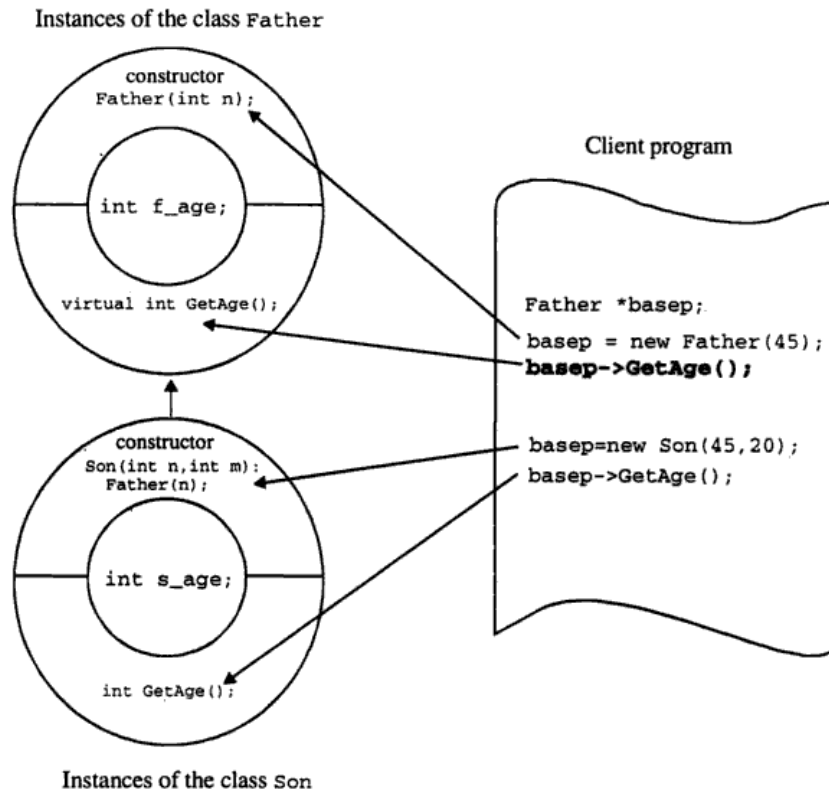 Instances of the class Father
constructor
Father(int n);
int f_age;
virtual int GetAge();
constructor
Son(int n,int m):
Father(n);
int s_age;
int GetAge();
Instances of the class Son
Client program
Father *basep;
basep = new Father(45);
basep->GetAge();
basep=new Son(45,20);
basep->GetAge();